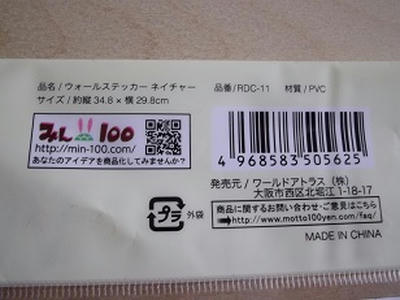 品名/ウォールステッカー ネイチャー
サイズ/約縦 34.8 × 横 29.8cm
品番/RDC-11 材質/PVC
みん 100
http://min-100.com/
あなたのアイデアを商品化してみませんか?
4 968583 505625
発売元/ワールドアトラス(株)
大阪市西区北堀江 1-18-17
プラ 外袋
商品に関するお問い合わせ・ご意見はこちら
http://www.motto100yen.com/faq/
MADE IN CHINA